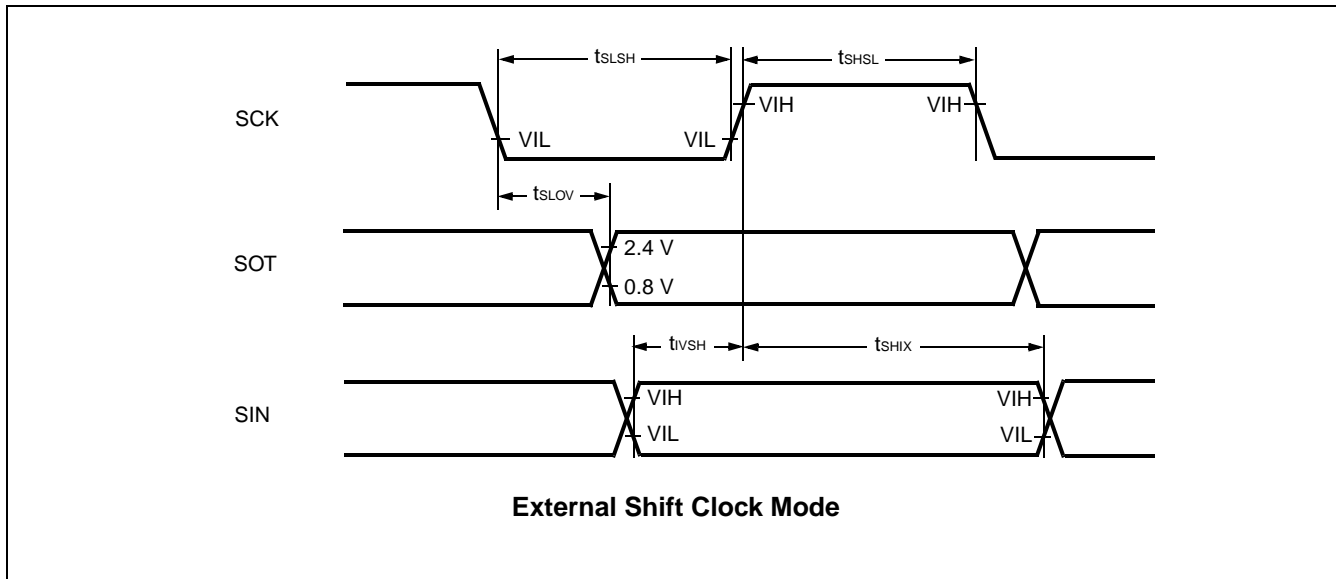 tSLSH
tSHSL
SCK
VIH
VIH
VIL
VIL
tSLOV
SOT
2.4 V
0.8 V
tIVSH
tSHIX
SIN
VIH
VIH
VIL
VIL
External Shift Clock Mode